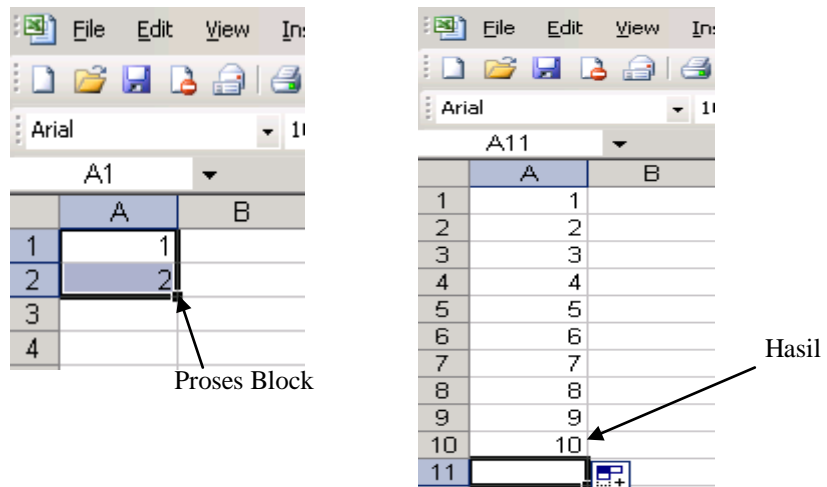 File Edit View
Arial
A1
A B
1 1
2 2
3
4
Proses Block
File Edit View
Arial
A11
A B
1 1
2 2
3 3
4 4
5 5
6 6
7 7
8 8
9 9
10 10
11
Hasil